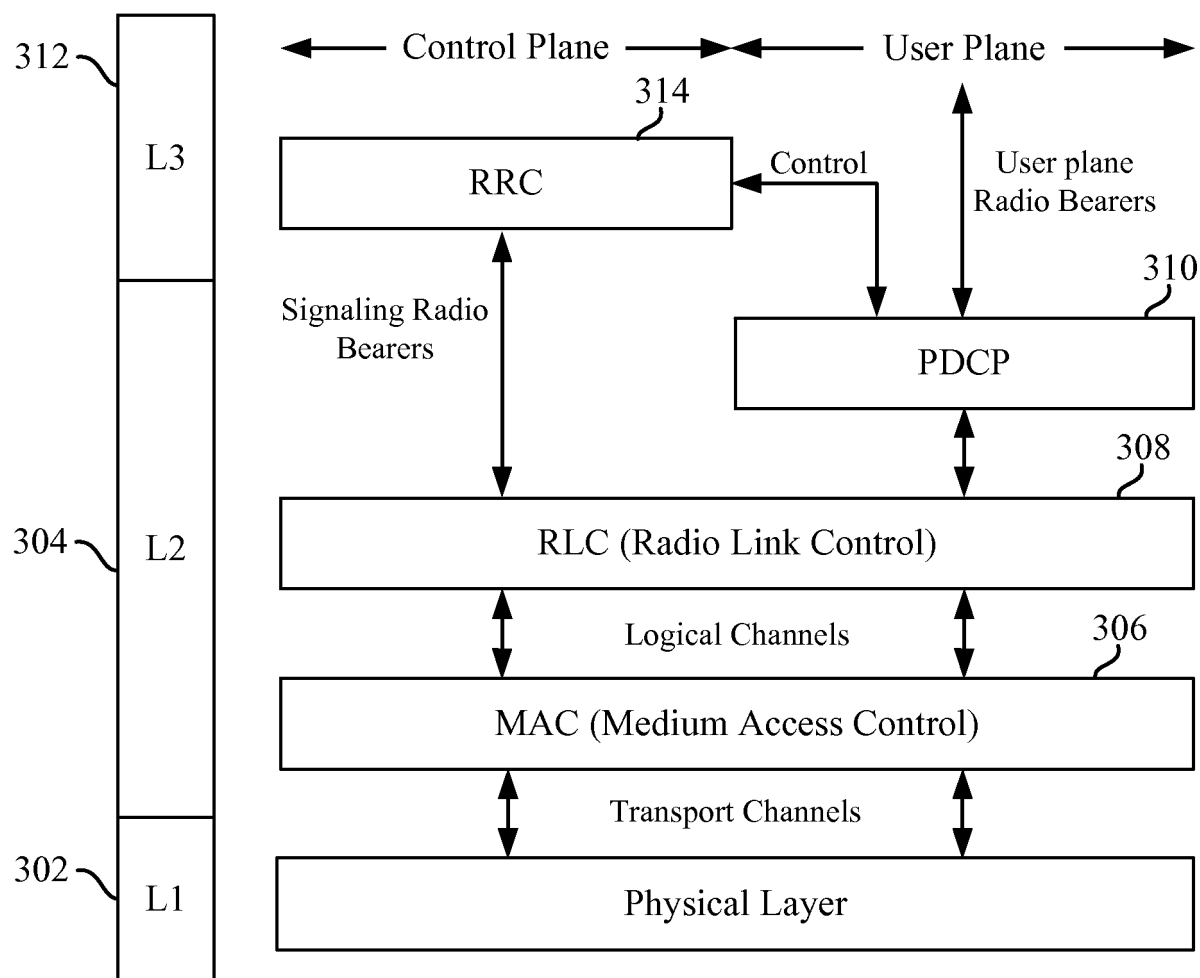 312
Control Plane
User Plane
314
L3
RRC
Control
User plane
Radio Bearers
310
Signaling Radio
Bearers
PDCP
308
304
L2
RLC (Radio Link Control)
Logical Channels
306
MAC (Medium Access Control)
Transport Channels
302
L1
Physical Layer